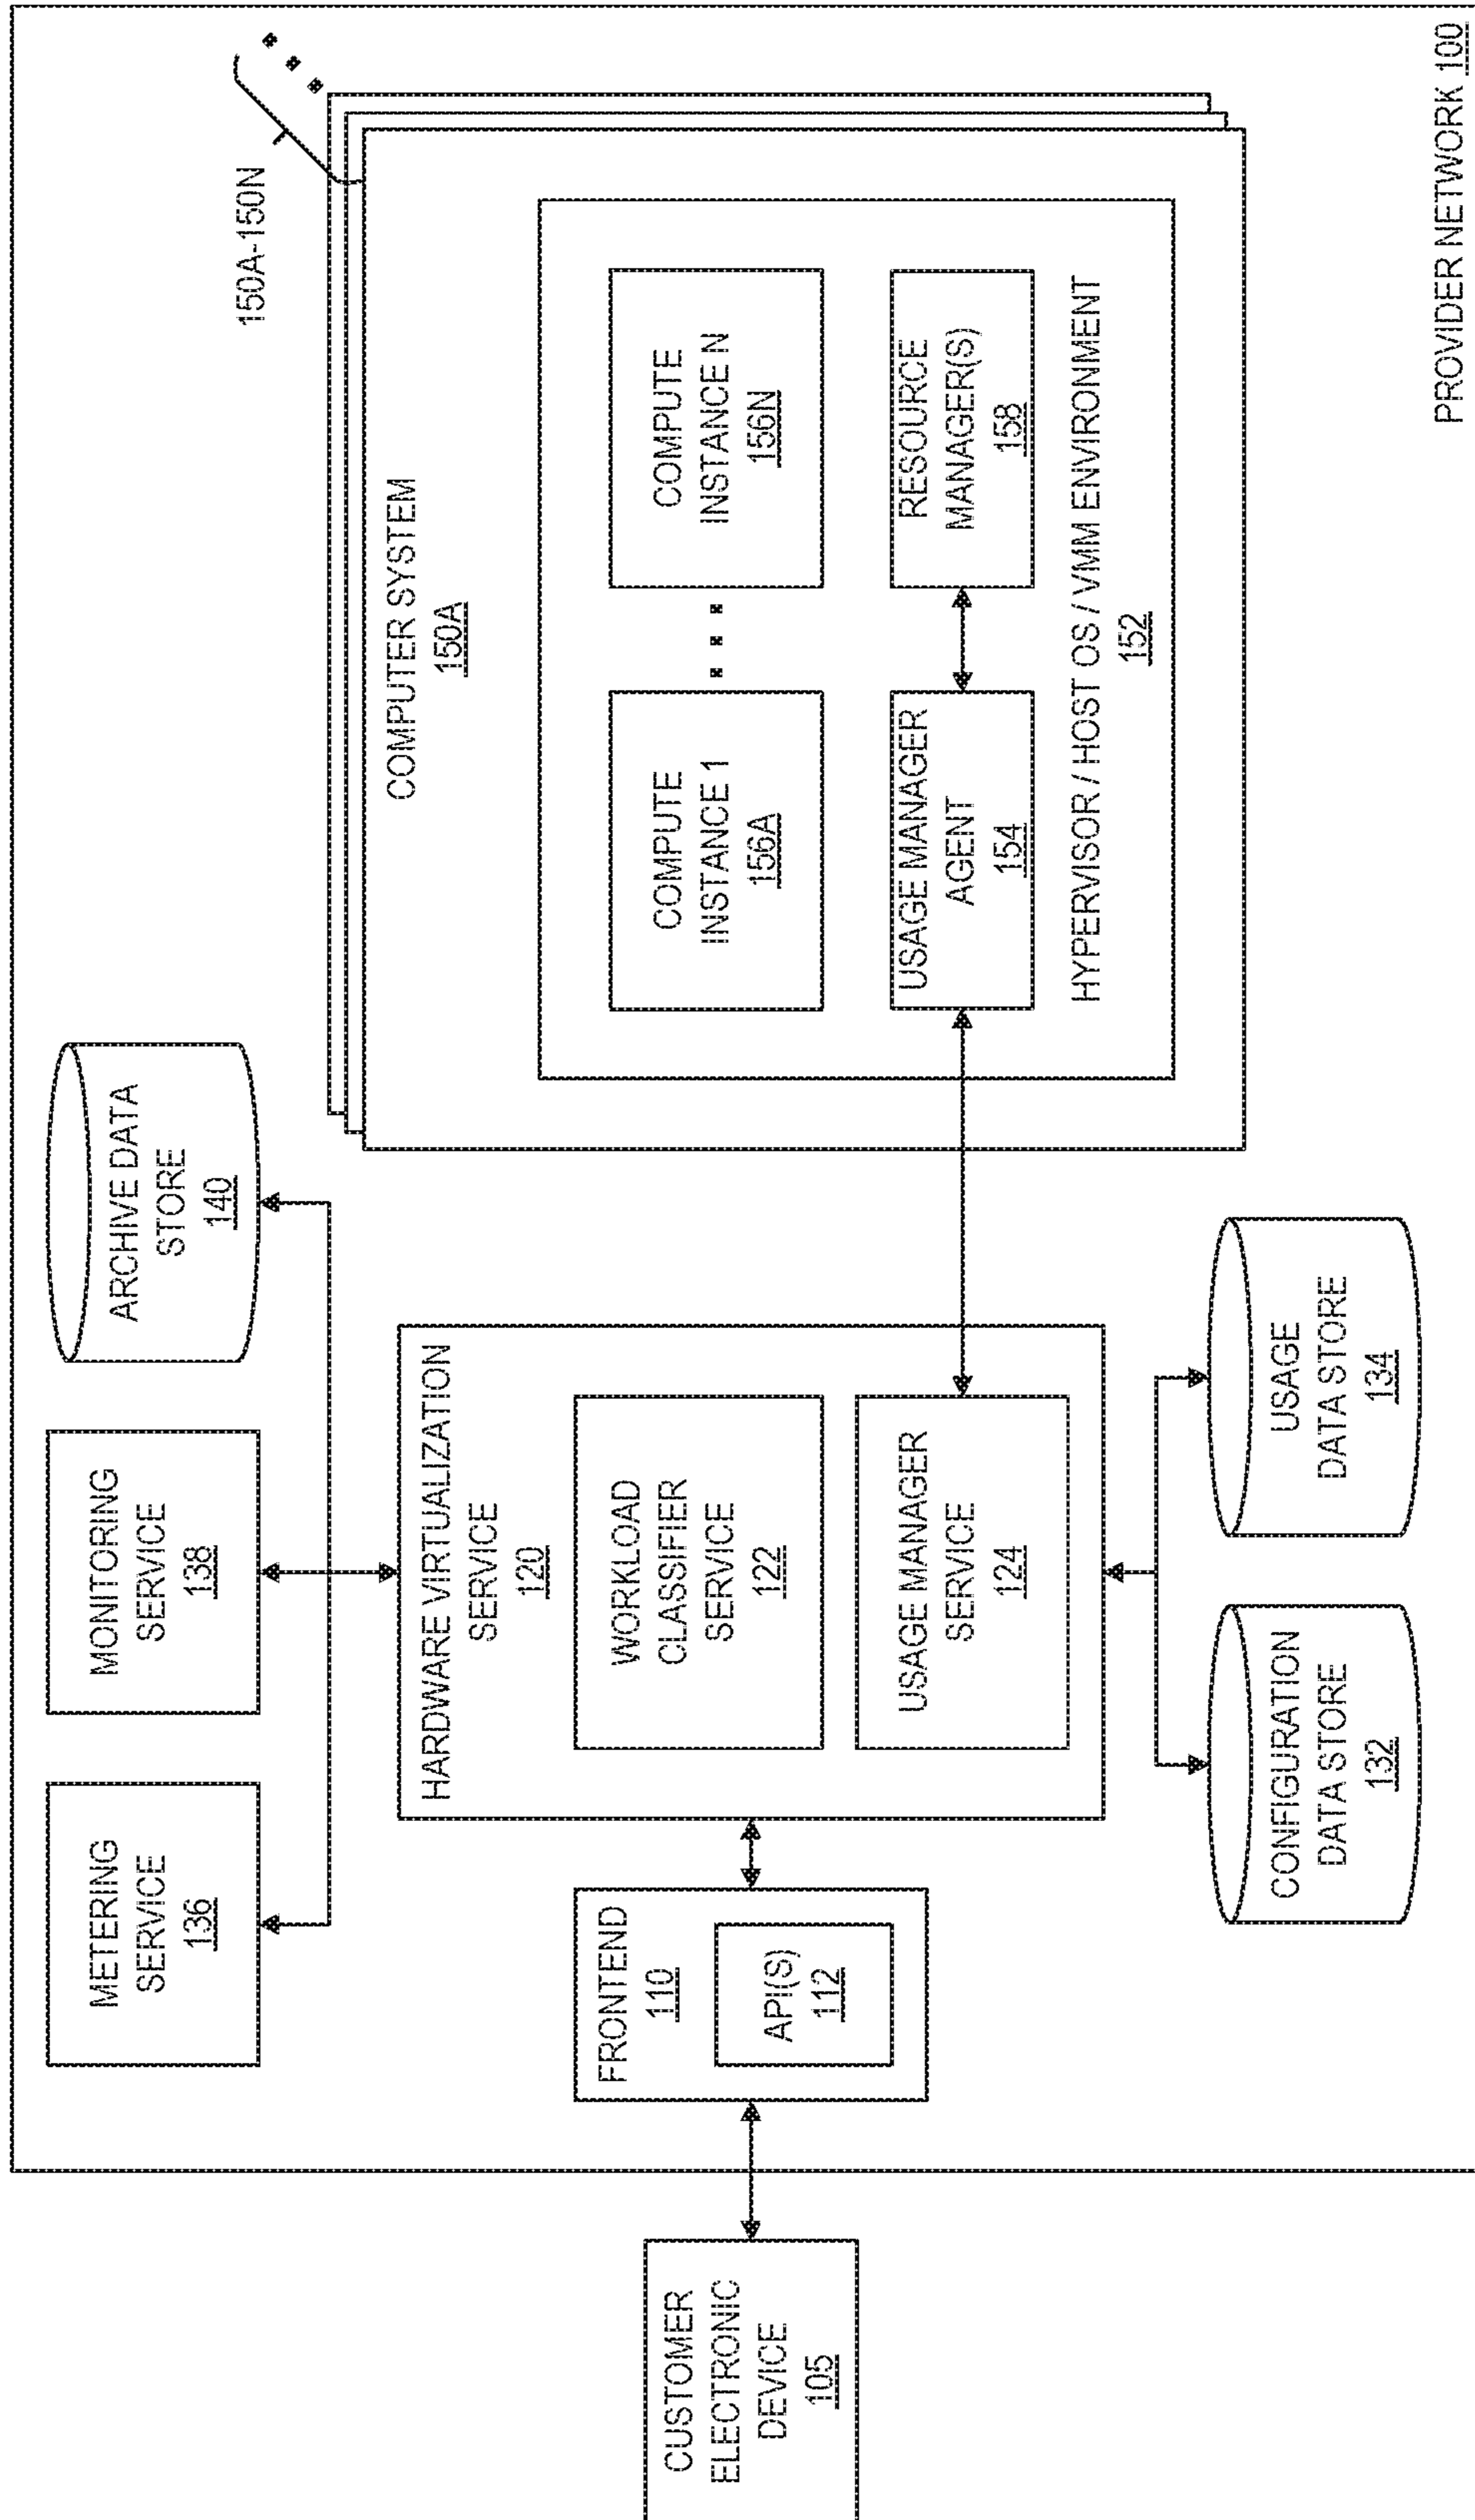 CUSTOMER
ELECTRONIC
DEVICE
105
FRONTEND
110
API(S)
112
METERING
SERVICE
136
MONITORING
SERVICE
138
ARCHIVE DATA
STORE
140
HARDWARE VIRTUALIZATION
SERVICE
120
WORKLOAD
CLASSIFIER
SERVICE
122
USAGE MANAGER
SERVICE
124
CONFIGURATION
DATA STORE
132
USAGE
DATA STORE
134
150A-150N
COMPUTER SYSTEM
150A
COMPUTE
INSTANCE 1
156A
COMPUTE
INSTANCE N
156N
USAGE MANAGER
AGENT
154
RESOURCE
MANAGER(S)
158
HYPERVISOR / HOST OS / VMM ENVIRONMENT
152
PROVIDER NETWORK 100